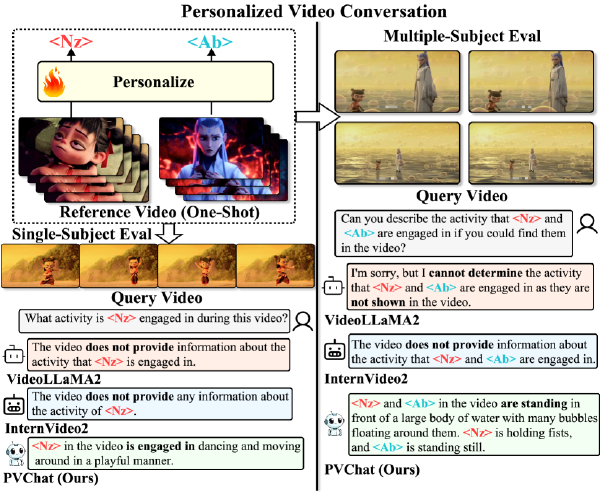 Personalized Video Conversation
<Nz>
<Ab>
Personalize
Reference Video (One-Shot)
Single-Subject Eval
Query Video
What activity is <Nz> engaged in during this video?
The video does not provide information about the
activity that <Nz> is engaged in.
VideoLLaMA2
The video does not provide any information about
the activity of <Nz>.
InternVideo2
<Nz> in the video is engaged in dancing and moving
around in a playful manner.
PVChat (Ours)
Multiple-Subject Eval
Query Video
Can you describe the activity that <Nz> and
<Ab> are engaged in if you could find them
in the video?
I'm sorry, but I cannot determine the activity
that <Nz> and <Ab> are engaged in as they are
not shown in the video.
VideoLLaMA2
The video does not provide information about
the activity that <Nz> and <Ab> are engaged in.
InternVideo2
<Nz> and <Ab> in the video are standing in
front of a large body of water with many bubbles
floating around them. <Nz> is holding fists,
and <Ab> is standing still.
PVChat (Ours)